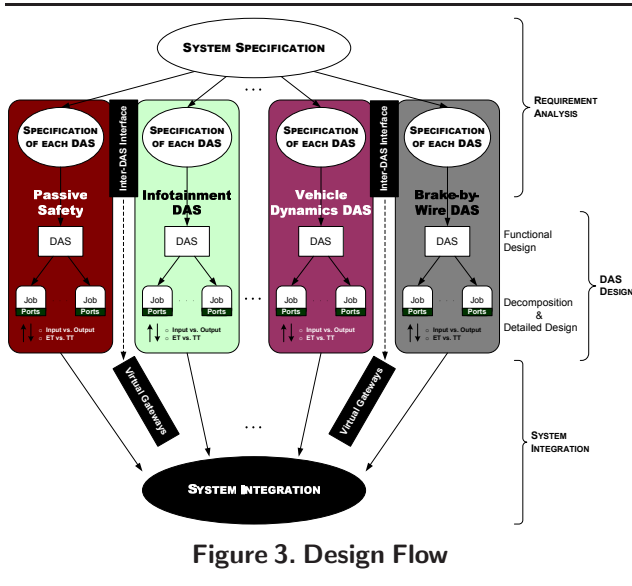 SYSTEM SPECIFICATION
...
REQUIREMENT
ANALYSIS
SPECIFICATION
OF EACH DAS
Inter-DAS Interface
SPECIFICATION
OF EACH DAS
SPECIFICATION
OF EACH DAS
Inter-DAS Interface
SPECIFICATION
OF EACH DAS
Passive
Safety
Infotainment
DAS
Vehicle
Dynamics DAS
Brake-by-
Wire DAS
DAS
DAS
DAS
DAS
Functional
Design
DAS
DESIGN
Job
Ports
Job
Ports
Job
Ports
. . .
Job
Ports
...
Job
Ports
. . .
Job
Ports
Job
Ports
. . .
Job
Ports
Decomposition
&
Detailed Design
○ Input vs. Output
○ ET vs. TT
○ Input vs. Output
○ ET vs. TT
○ Input vs. Output
○ ET vs. TT
○ Input vs. Output
○ ET vs. TT
Virtual Gateways
...
Virtual Gateways
SYSTEM
INTEGRATION
SYSTEM INTEGRATION
Figure 3. Design Flow